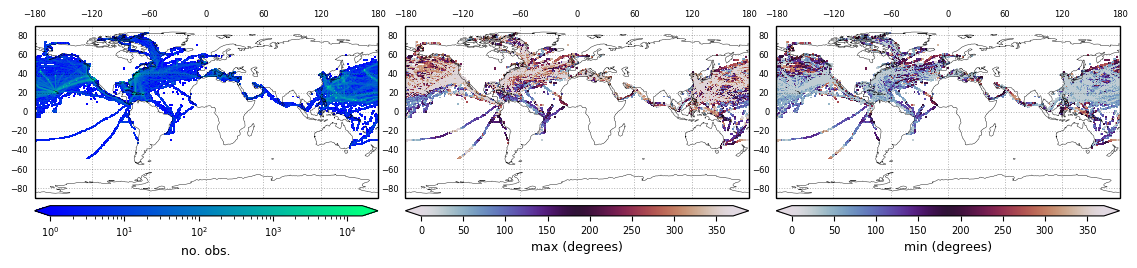 −180 −120 −60 0 60 120 180 −180 −120 −60 0 60 120 180 −180 −120 −60 0 60 120 180
80 80 80
60 60 60
40 40 40
20 20 20
0 0 0
−20 −20 −20
−40 −40 −40
−60 −60 −60
−80 −80 −80
10⁰ 10¹ 10² 10³ 10⁴ 0 50 100 150 200 250 300 350 0 50 100 150 200 250 300 350
no. obs. max (degrees) min (degrees)